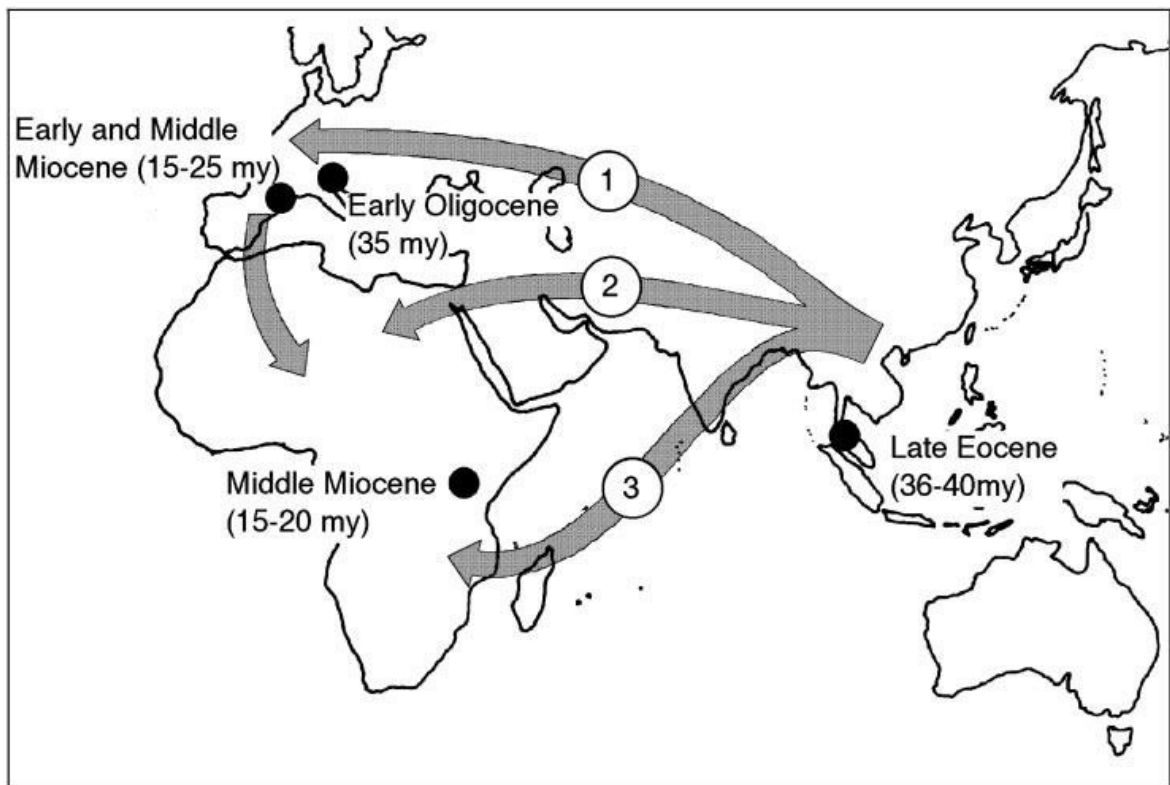 Early and Middle
Miocene (15-25 my)
1
Early Oligocene
(35 my)
2
Late Eocene
(36-40my)
Middle Miocene
(15-20 my)
3